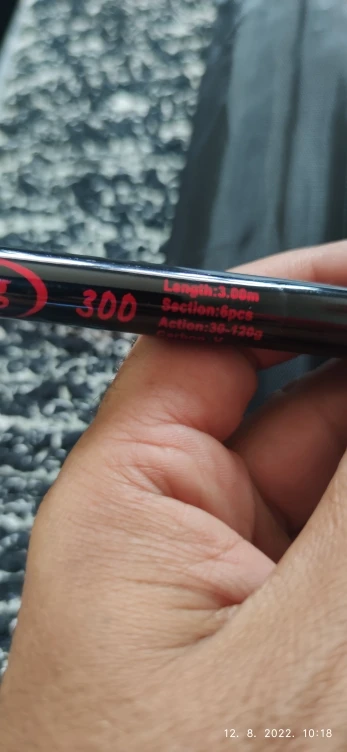 300
Length:3.00m
Section:6pcs
Action:30-120g
12. 8. 2022. 10:18